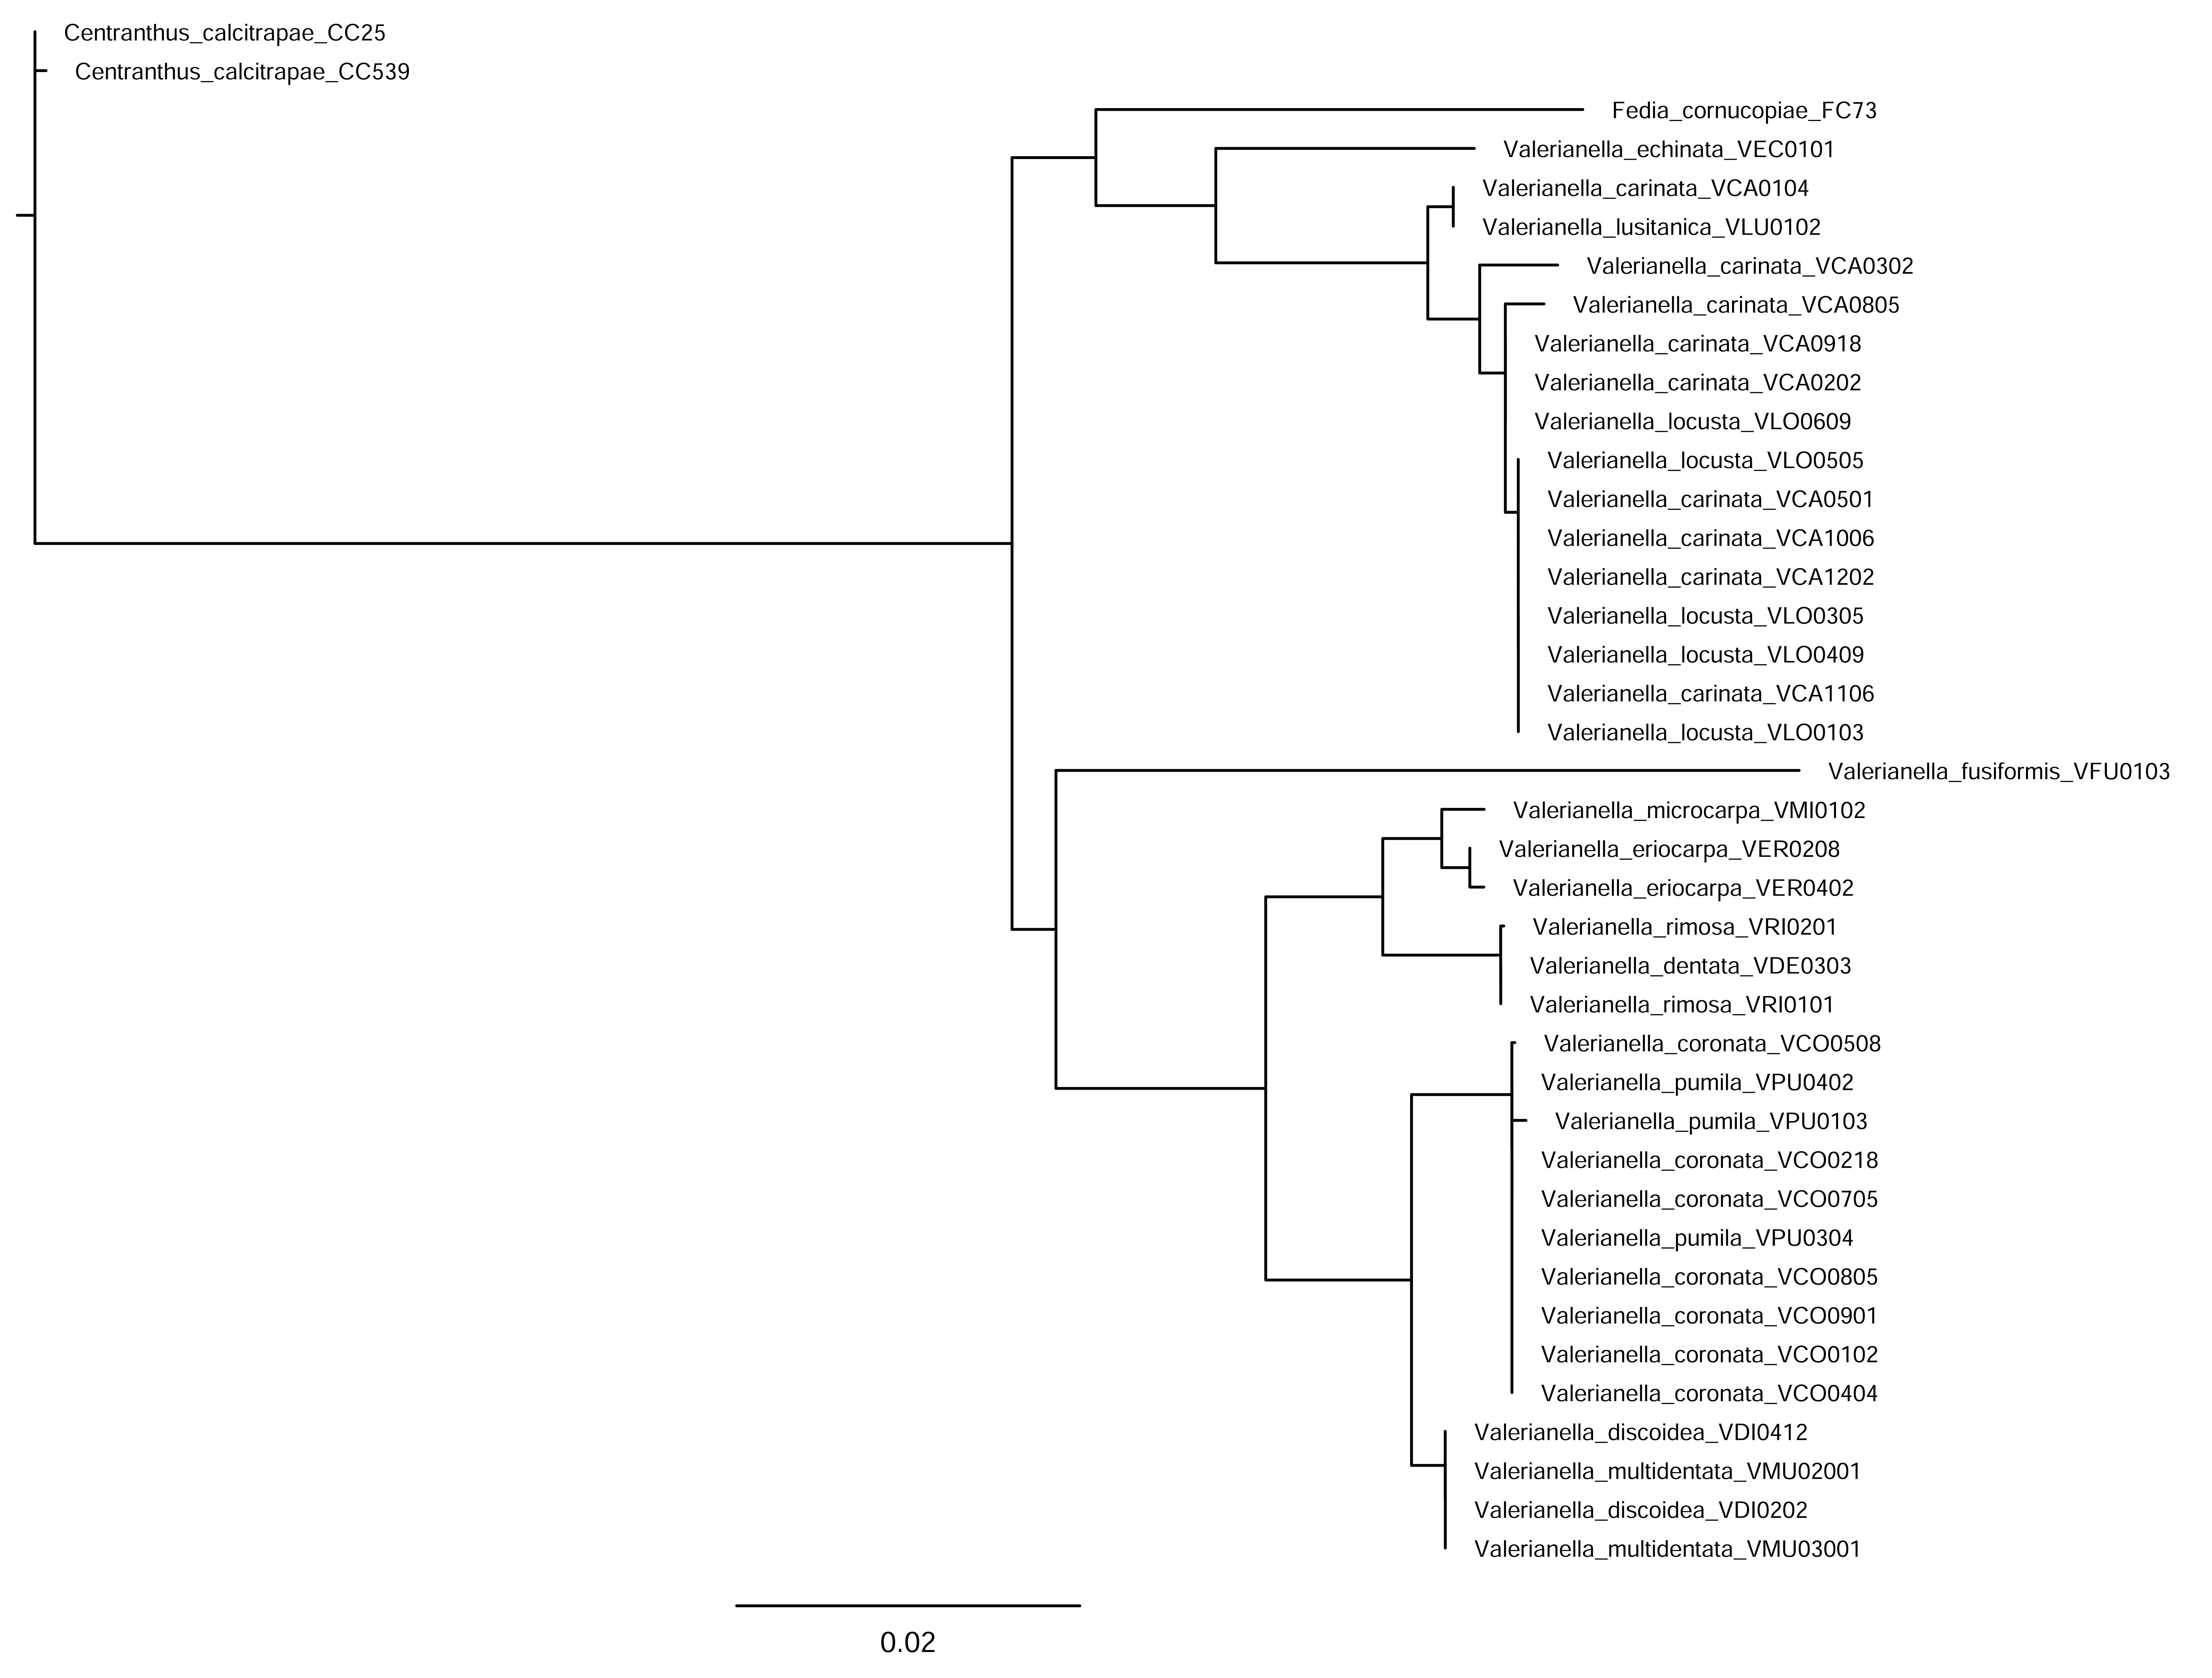 Centranthus_calcitrapae_CC25
Centranthus_calcitrapae_CC539
Fedia_cornucopiae_FC73
Valerianella_echinata_VEC0101
Valerianella_carinata_VCA0104
Valerianella_lusitanica_VLU0102
Valerianella_carinata_VCA0302
Valerianella_carinata_VCA0805
Valerianella_carinata_VCA0918
Valerianella_carinata_VCA0202
Valerianella_locusta_VLO0609
Valerianella_locusta_VLO0505
Valerianella_carinata_VCA0501
Valerianella_carinata_VCA1006
Valerianella_carinata_VCA1202
Valerianella_locusta_VLO0305
Valerianella_locusta_VLO0409
Valerianella_carinata_VCA1106
Valerianella_locusta_VLO0103
Valerianella_fusiformis_VFU0103
Valerianella_microcarpa_VMI0102
Valerianella_eriocarpa_VER0208
Valerianella_eriocarpa_VER0402
Valerianella_rimosa_VRI0201
Valerianella_dentata_VDE0303
Valerianella_rimosa_VRI0101
Valerianella_coronata_VCO0508
Valerianella_pumila_VPU0402
Valerianella_pumila_VPU0103
Valerianella_coronata_VCO0218
Valerianella_coronata_VCO0705
Valerianella_pumila_VPU0304
Valerianella_coronata_VCO0805
Valerianella_coronata_VCO0901
Valerianella_coronata_VCO0102
Valerianella_coronata_VCO0404
Valerianella_discoidea_VDI0412
Valerianella_multidentata_VMU02001
Valerianella_discoidea_VDI0202
Valerianella_multidentata_VMU03001
0.02